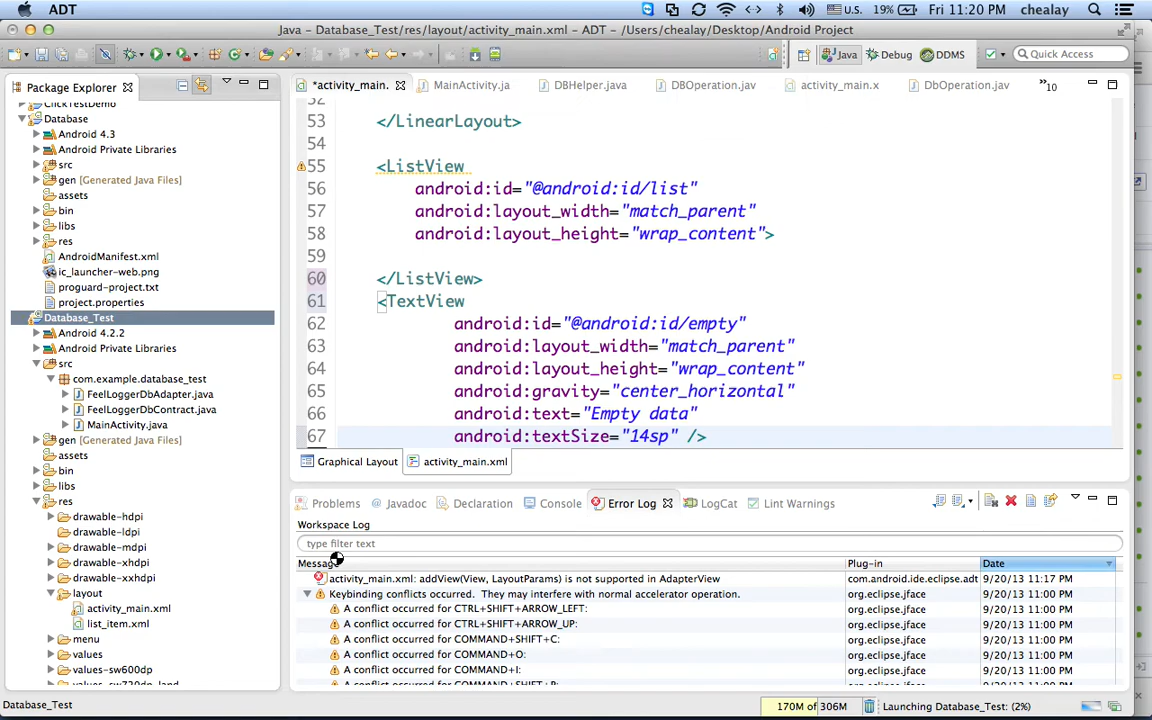 ADT
U.S.
19%
Fri 11:20 PM
chealay
Java - Database_Test/res/layout/activity_main.xml - ADT - /Users/chealay/Desktop/Android Project
Java
Debug
DDMS
Quick Access
Package Explorer
*activity_main.
MainActivity.ja
DBHelper.java
DBOperation.jav
activity_main.x
DbOperation.jav
»10
ClickTestDemo
Database
Android 4.3
Android Private Libraries
src
gen [Generated Java Files]
assets
bin
libs
res
AndroidManifest.xml
ic_launcher-web.png
proguard-project.txt
project.properties
Database_Test
Android 4.2.2
Android Private Libraries
src
com.example.database_test
FeelLoggerDbAdapter.java
FeelLoggerDbContract.java
MainActivity.java
gen [Generated Java Files]
assets
bin
libs
res
drawable-hdpi
drawable-ldpi
drawable-mdpi
drawable-xhdpi
drawable-xxhdpi
layout
activity_main.xml
list_item.xml
menu
values
values-sw600dp
values-sw720dp-land
52
53 </LinearLayout>
54
55 <ListView
56 android:id="@android:id/list"
57 android:layout_width="match_parent"
58 android:layout_height="wrap_content">
59
60 </ListView>
61 <TextView
62 android:id="@android:id/empty"
63 android:layout_width="match_parent"
64 android:layout_height="wrap_content"
65 android:gravity="center_horizontal"
66 android:text="Empty data"
67 android:textSize="14sp" />
Graphical Layout
activity_main.xml
Problems
Javadoc
Declaration
Console
Error Log
LogCat
Lint Warnings
Workspace Log
type filter text
Message
Plug-in
Date
activity_main.xml: addView(View, LayoutParams) is not supported in AdapterView com.android.ide.eclipse.adt 9/20/13 11:17 PM
Keybinding conflicts occurred. They may interfere with normal accelerator operation. org.eclipse.jface 9/20/13 11:00 PM
A conflict occurred for CTRL+SHIFT+ARROW_LEFT: org.eclipse.jface 9/20/13 11:00 PM
A conflict occurred for CTRL+SHIFT+ARROW_UP: org.eclipse.jface 9/20/13 11:00 PM
A conflict occurred for COMMAND+SHIFT+C: org.eclipse.jface 9/20/13 11:00 PM
A conflict occurred for COMMAND+O: org.eclipse.jface 9/20/13 11:00 PM
A conflict occurred for COMMAND+I: org.eclipse.jface 9/20/13 11:00 PM
org.eclipse.jface 9/20/13 11:00 PM
Database_Test
170M of 306M
Launching Database_Test: (2%)